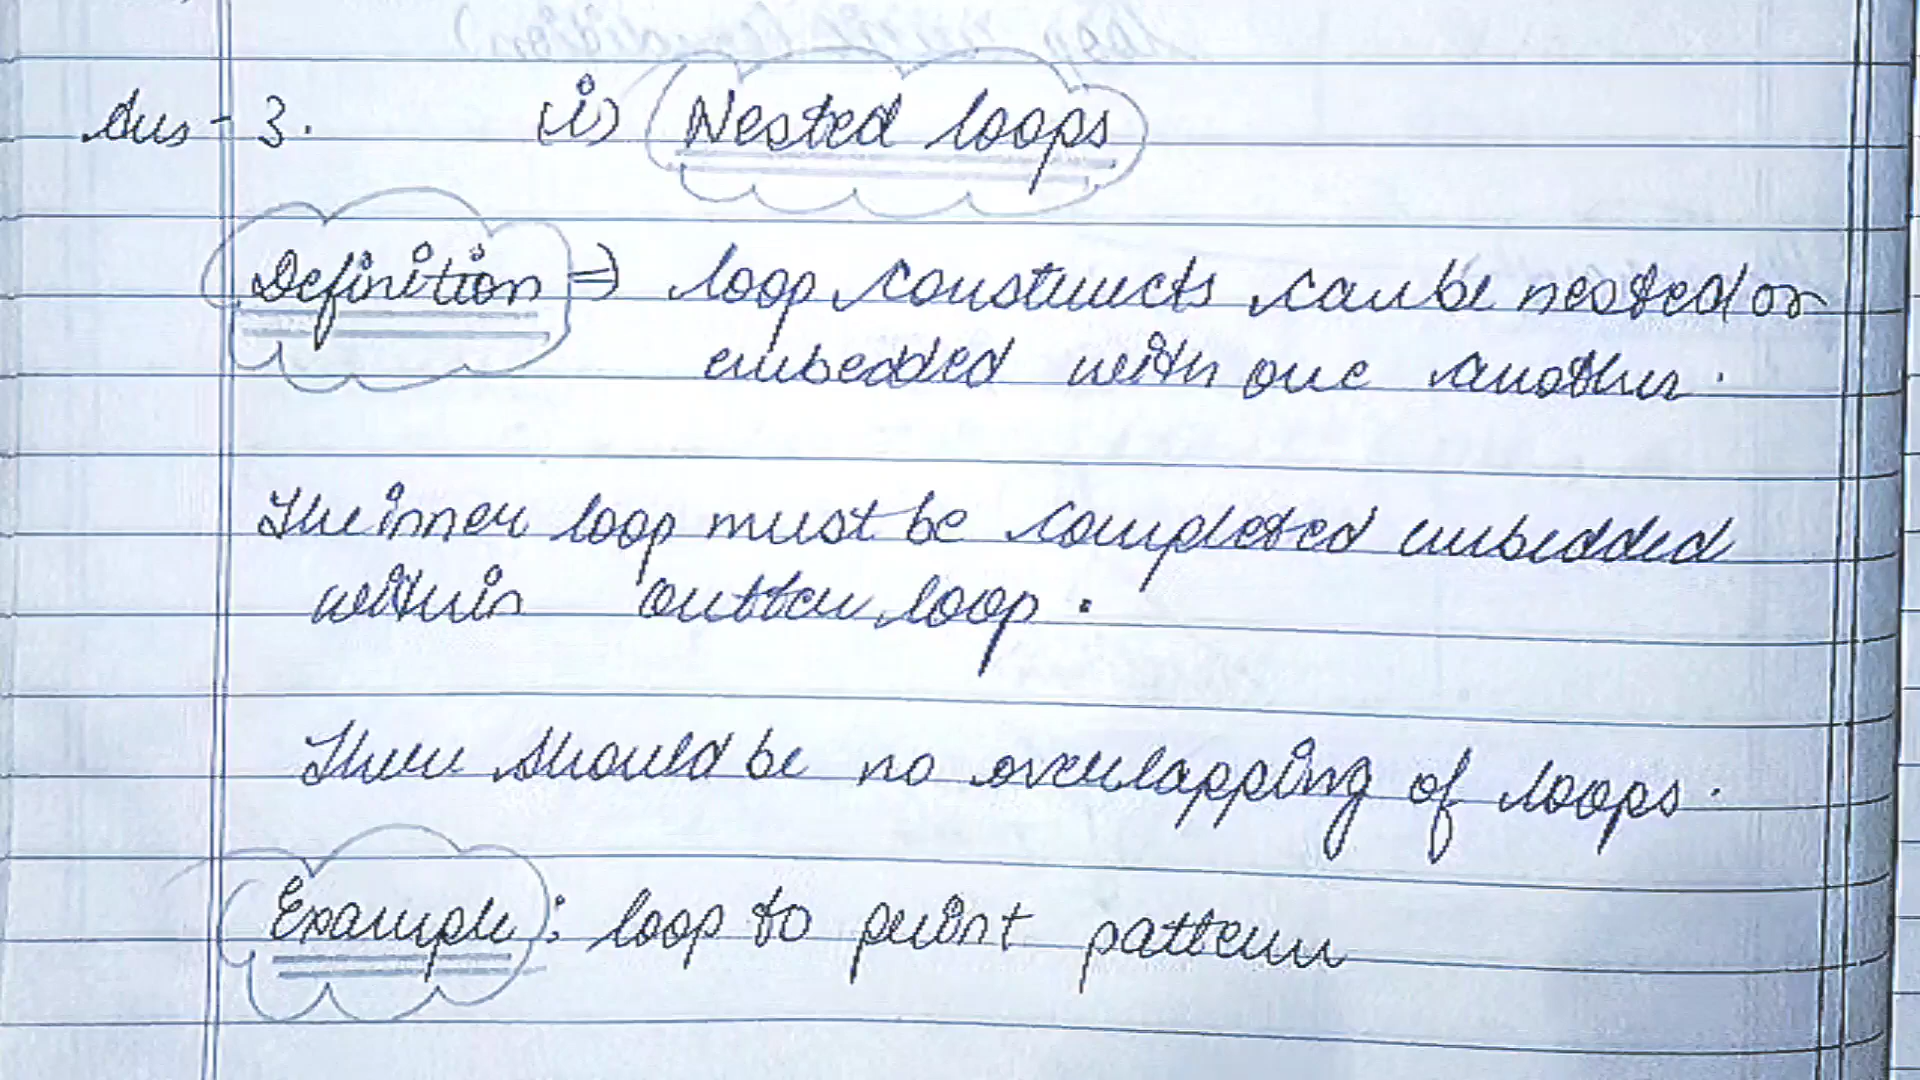 Ans - 3. (i) Nested loops
Definition ⇒ loop constructs can be nested or
embedded with one another.
The inner loop must be completed embedded
within outter loop.
There should be no overlapping of loops.
Example : loop to print pattern